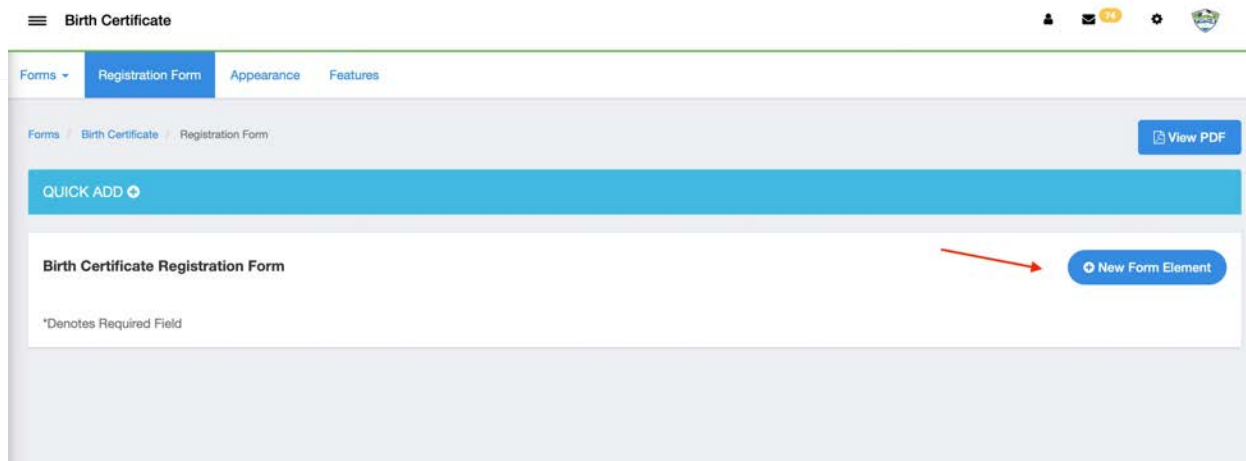 Birth Certificate
Forms Registration Form Appearance Features
Forms / Birth Certificate / Registration Form
View PDF
QUICK ADD
Birth Certificate Registration Form
New Form Element
*Denotes Required Field